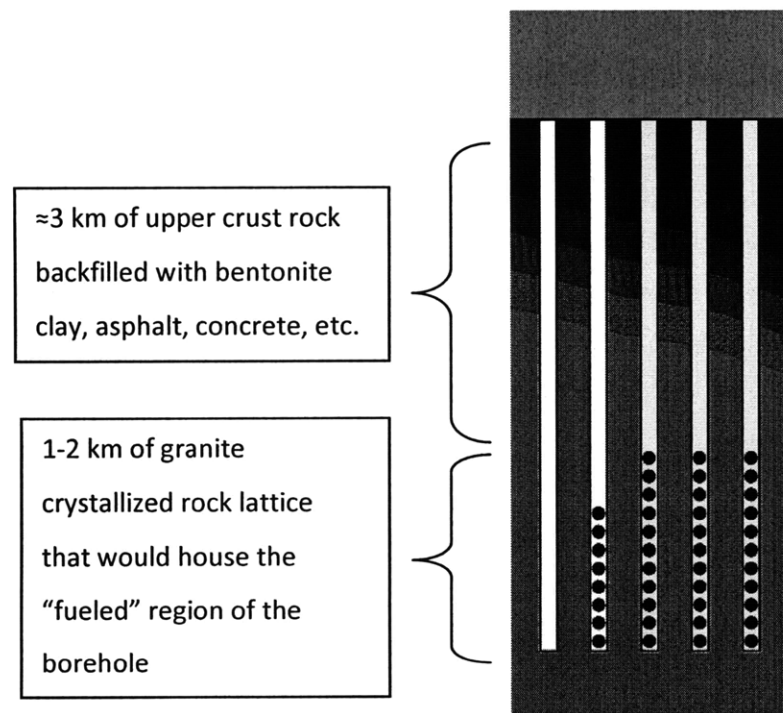 ≈3 km of upper crust rock
backfilled with bentonite
clay, asphalt, concrete, etc.
1-2 km of granite
crystallized rock lattice
that would house the
“fueled” region of the
borehole